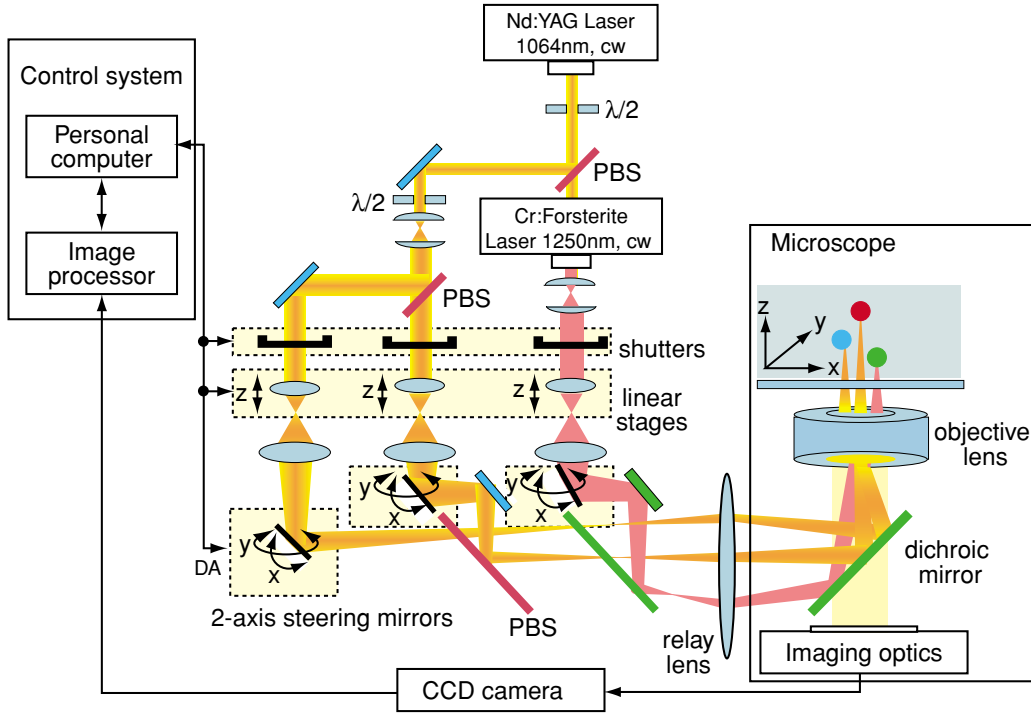 Nd:YAG Laser
1064nm, cw
Control system
λ/2
Personal
computer
PBS
λ/2
Cr:Forsterite
Laser 1250nm, cw
Microscope
Image
processor
PBS
z
y
x
shutters
z
z
z
linear
stages
objective
lens
y
x
y
x
y
x
DA
dichroic
mirror
2-axis steering mirrors
PBS
relay
lens
Imaging optics
CCD camera